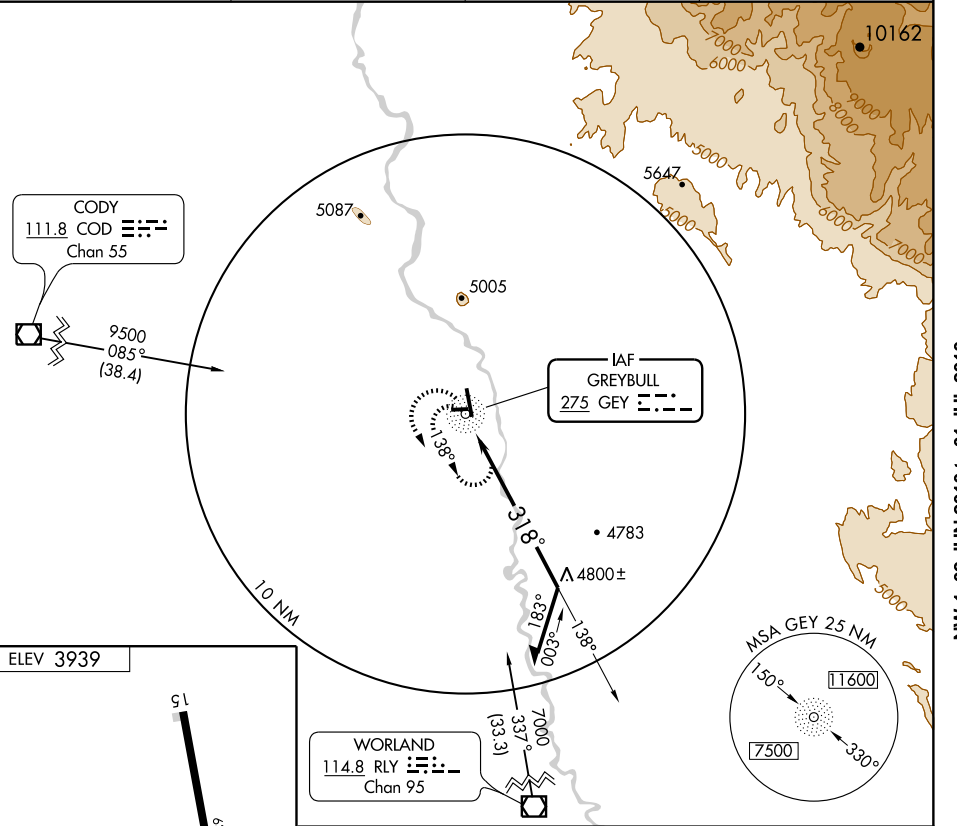 10162
6000
9000
8000
5000
5647
5000
6000
7000
5087
CODY
111.8 COD
Chan 55
5005
9500
085°
(38.4)
IAF
GREYBULL
275 GEY
138°
318°
4783
4800±
10 NM
183°
003°
138°
5000
MSA GEY 25 NM
150°
11600
7500
330°
ELEV 3939
15
7000
337°
(33.3)
WORLAND
114.8 RLY
Chan 95